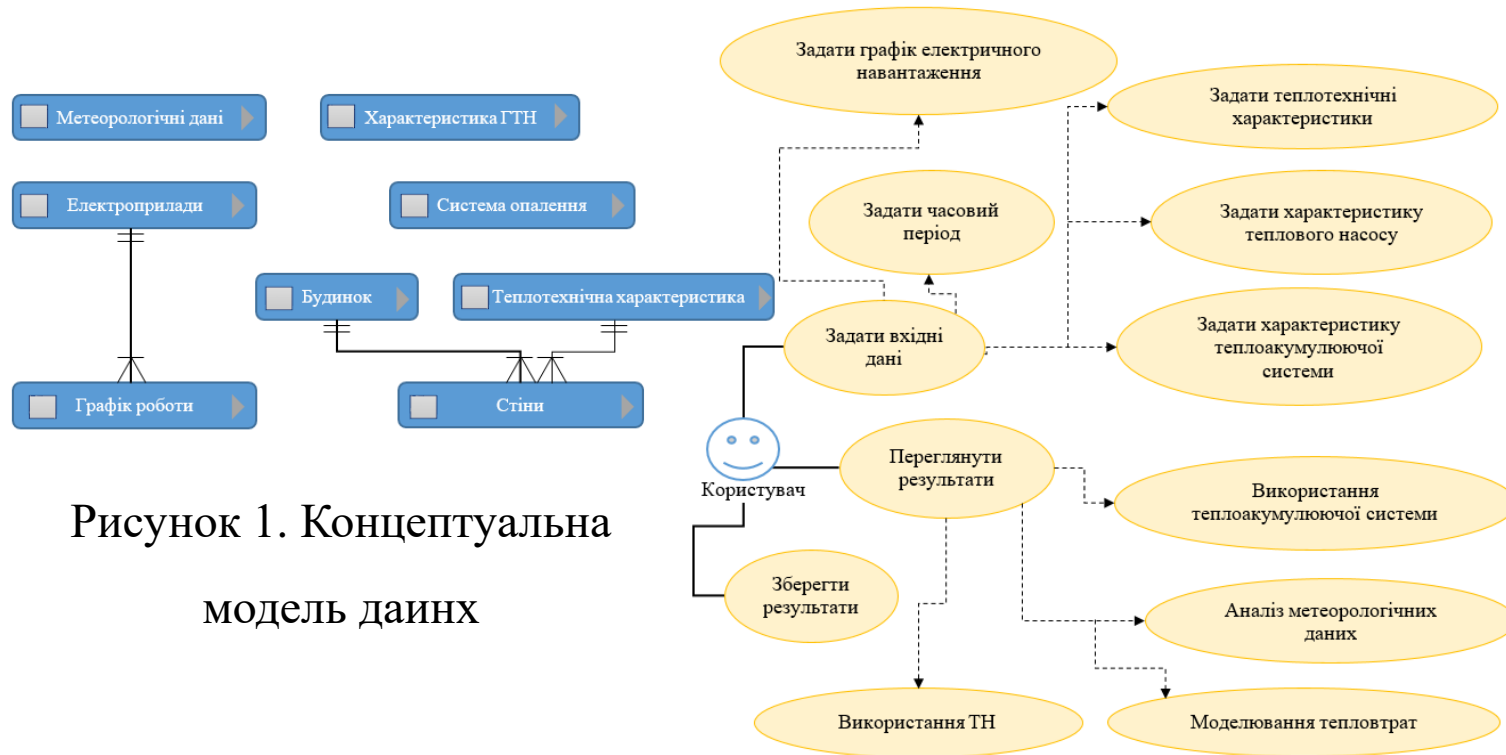 Метеорологічні дані
Характеристика ГТН
Електроприлади
Система опалення
Будинок
Теплотехнічна характеристика
Графік роботи
Стіни
Рисунок 1. Концептуальна
модель даинх
Задати графік електричного
навантаження
Задати теплотехнічні
характеристики
Задати часовий
період
Задати характеристику
теплового насосу
Задати вхідні
дані
Задати характеристику
теплоакумулюючої
системи
Користувач
Переглянути
результати
Використання
теплоакумулюючої системи
Зберегти
результати
Аналіз метеорологічних
даних
Використання ТН
Моделювання тепловтрат